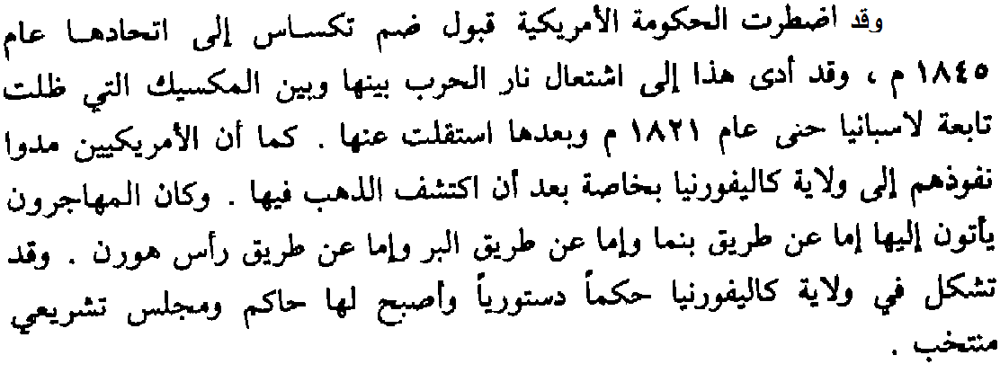 وقد اضطرت الحكومة الأمريكية قبول ضم تكساس إلى اتحادها عام
١٨٤٥ م ، وقد أدى هذا إلى اشتعال نار الحرب بينها وبين المكسيك التي ظلت
تابعة لاسبانيا حنى عام ١٨٢١ م وبعدها استقلت عنها . كما أن الأمريكيين مدوا
نفوذهم إلى ولاية كاليفورنيا بخاصة بعد أن اكتشف الذهب فيها . وكان المهاجرون
يأتون إليها إما عن طريق بنما وإما عن طريق البر وإما عن طريق رأس هورن . وقد
تشكل في ولاية كاليفورنيا حكماً دستورياً وأصبح لها حاكم ومجلس تشريعي
منتخب .